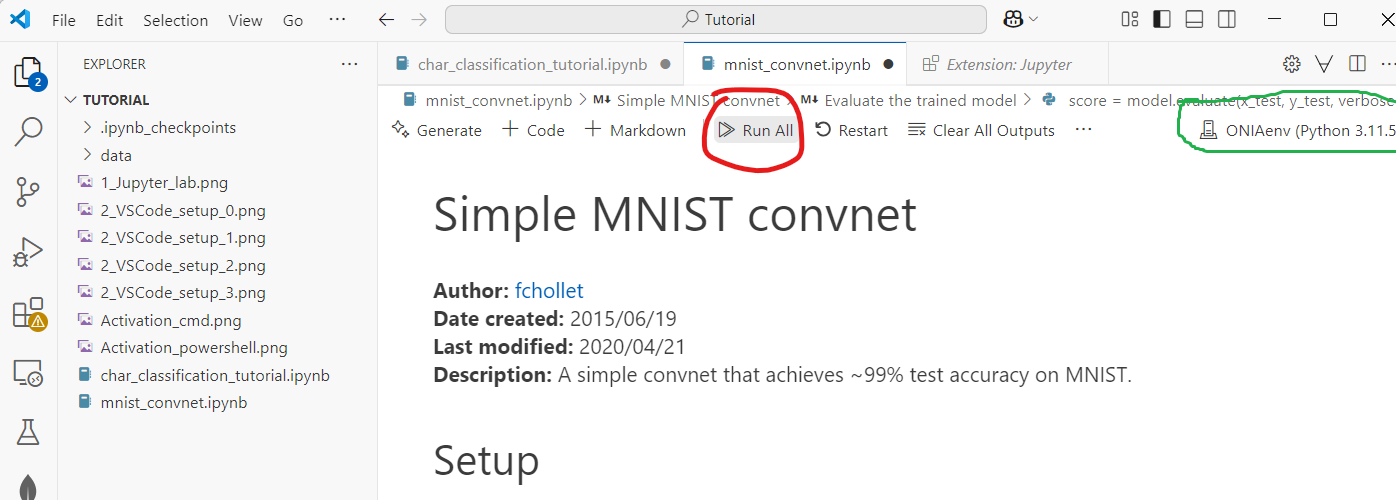 File Edit Selection View Go ··· Tutorial
EXPLORER ···
char_classification_tutorial.ipynb mnist_convnet.ipynb Extension: Jupyter ···
2
TUTORIAL
.ipynb_checkpoints
data
1_Jupyter_lab.png
2_VSCode_setup_0.png
2_VSCode_setup_1.png
2_VSCode_setup_2.png
2_VSCode_setup_3.png
Activation_cmd.png
Activation_powershell.png
char_classification_tutorial.ipynb
mnist_convnet.ipynb
mnist_convnet.ipynb > M↓ Simple MNIST convnet > M↓ Evaluate the trained model > score = model.evaluate(x_test, y_test, verbose
Generate + Code + Markdown Run All Restart Clear All Outputs ··· ONIAenv (Python 3.11.5
Simple MNIST convnet
Author: fchollet
Date created: 2015/06/19
Last modified: 2020/04/21
Description: A simple convnet that achieves ~99% test accuracy on MNIST.
Setup